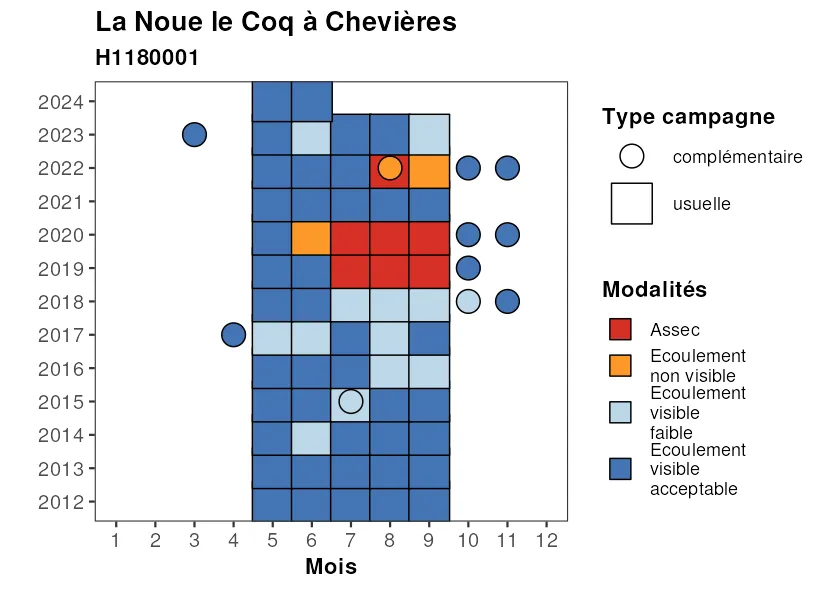 La Noue le Coq à Chevières
H1180001
2024
2023
2022
2021
2020
2019
2018
2017
2016
2015
2014
2013
2012
1 2 3 4 5 6 7 8 9 10 11 12
Mois
Type campagne
complémentaire
usuelle
Modalités
Assec
Ecoulement
non visible
Ecoulement
visible
faible
Ecoulement
visible
acceptable